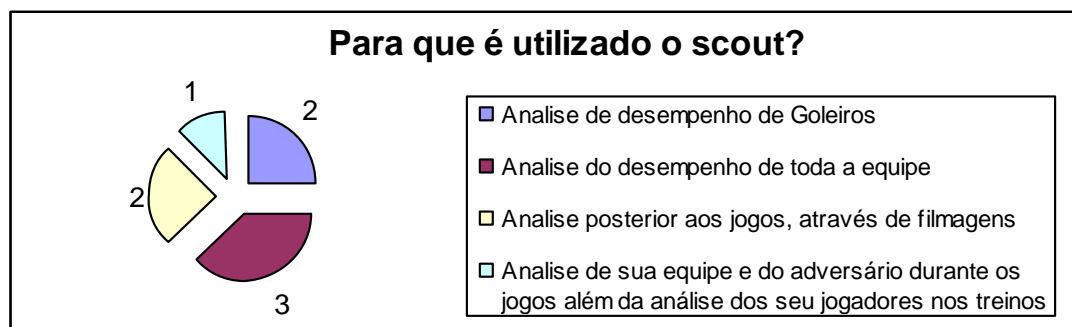 Para que é utilizado o scout?
1
2
2
3
Analise de desempenho de Goleiros
Analise do desempenho de toda a equipe
Analise posterior aos jogos, através de filmagens
Analise de sua equipe e do adversário durante os
jogos além da análise dos seu jogadores nos treinos